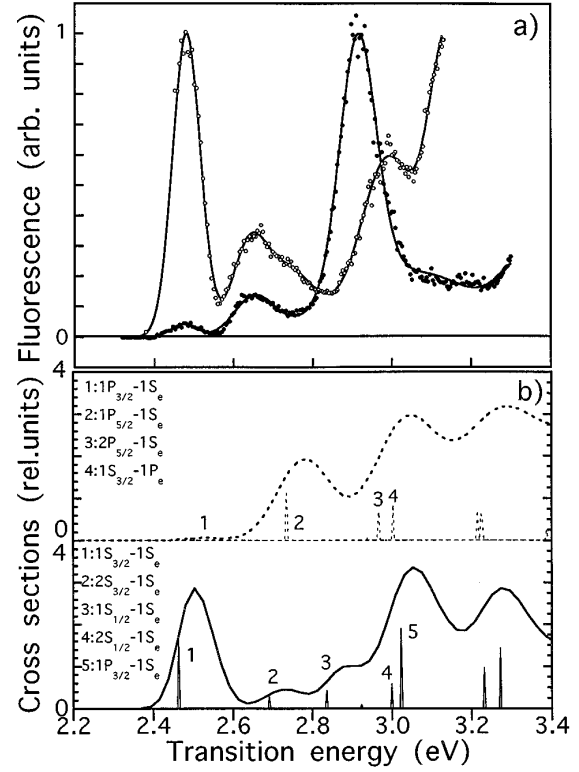 a)
Fluorescence (arb. units)
1
0
b)
Cross sections (rel.units)
4
1:1P3/2-1Se
2:1P5/2-1Se
3:2P5/2-1Se
4:1S3/2-1Pe
0
1
2
3
4
4
1:1S3/2-1Se
2:2S3/2-1Se
3:1S1/2-1Se
4:2S1/2-1Se
5:1P3/2-1Se
0
1
2
3
4
5
2.2 2.4 2.6 2.8 3.0 3.2 3.4
Transition energy (eV)